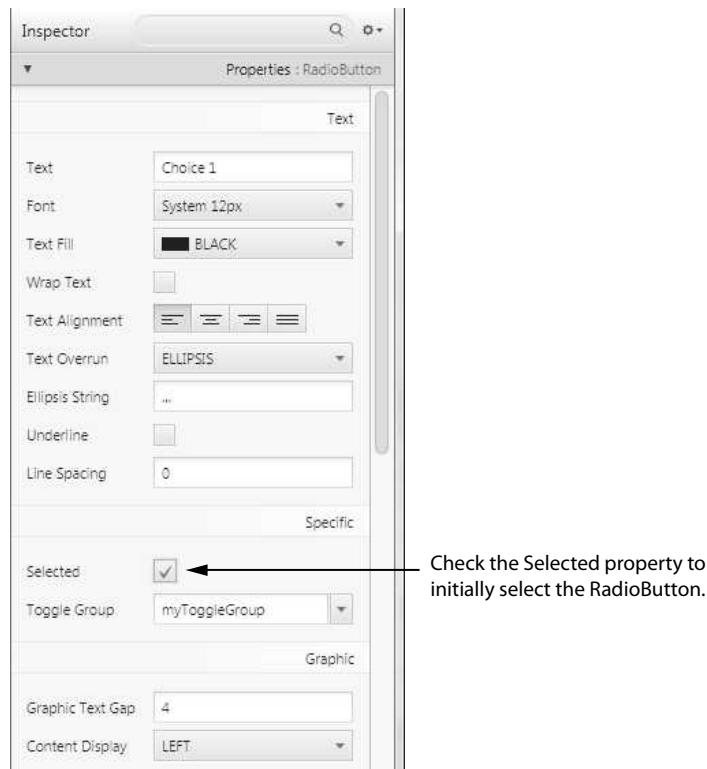 Inspector
Properties : RadioButton
Text
Text Choice 1
Font System 12px
Text Fill BLACK
Wrap Text
Text Alignment
Text Overrun ELLIPSIS
Ellipsis String ...
Underline
Line Spacing 0
Specific
Selected
Toggle Group myToggleGroup
Check the Selected property to
initially select the RadioButton.
Graphic
Graphic Text Gap 4
Content Display LEFT